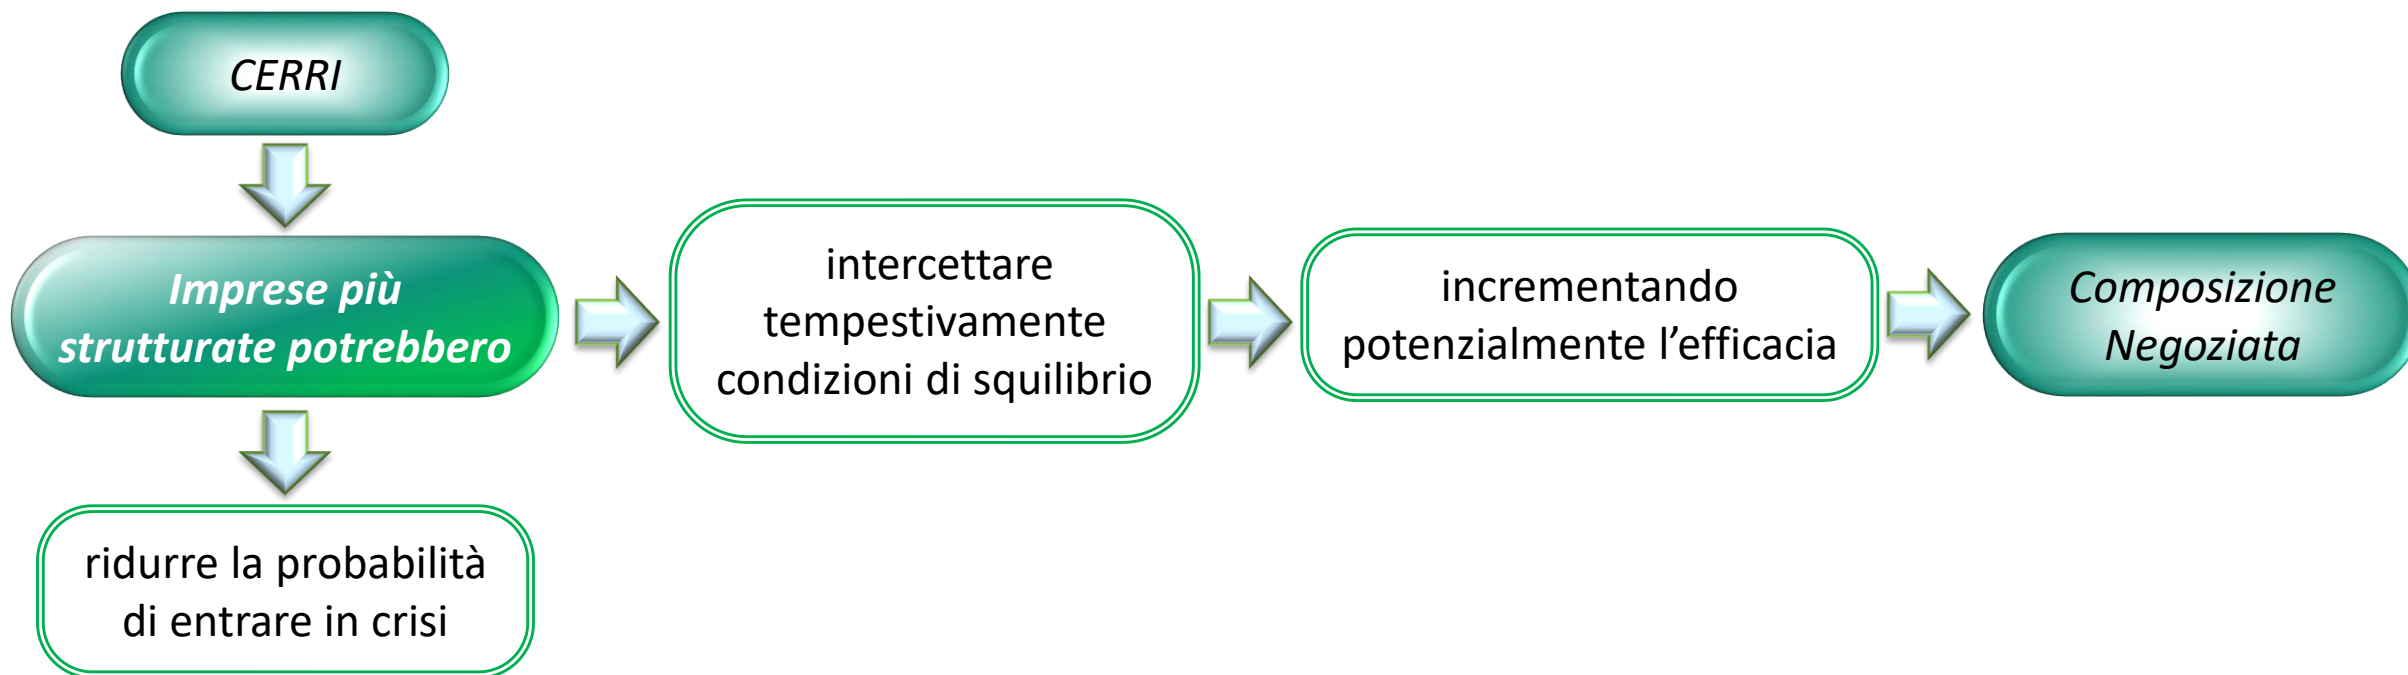 CERRI
Imprese più
strutturate potrebbero
intercettare
tempestivamente
condizioni di squilibrio
incrementando
potenzialmente l’efficacia
Composizione
Negoziata
ridurre la probabilità
di entrare in crisi